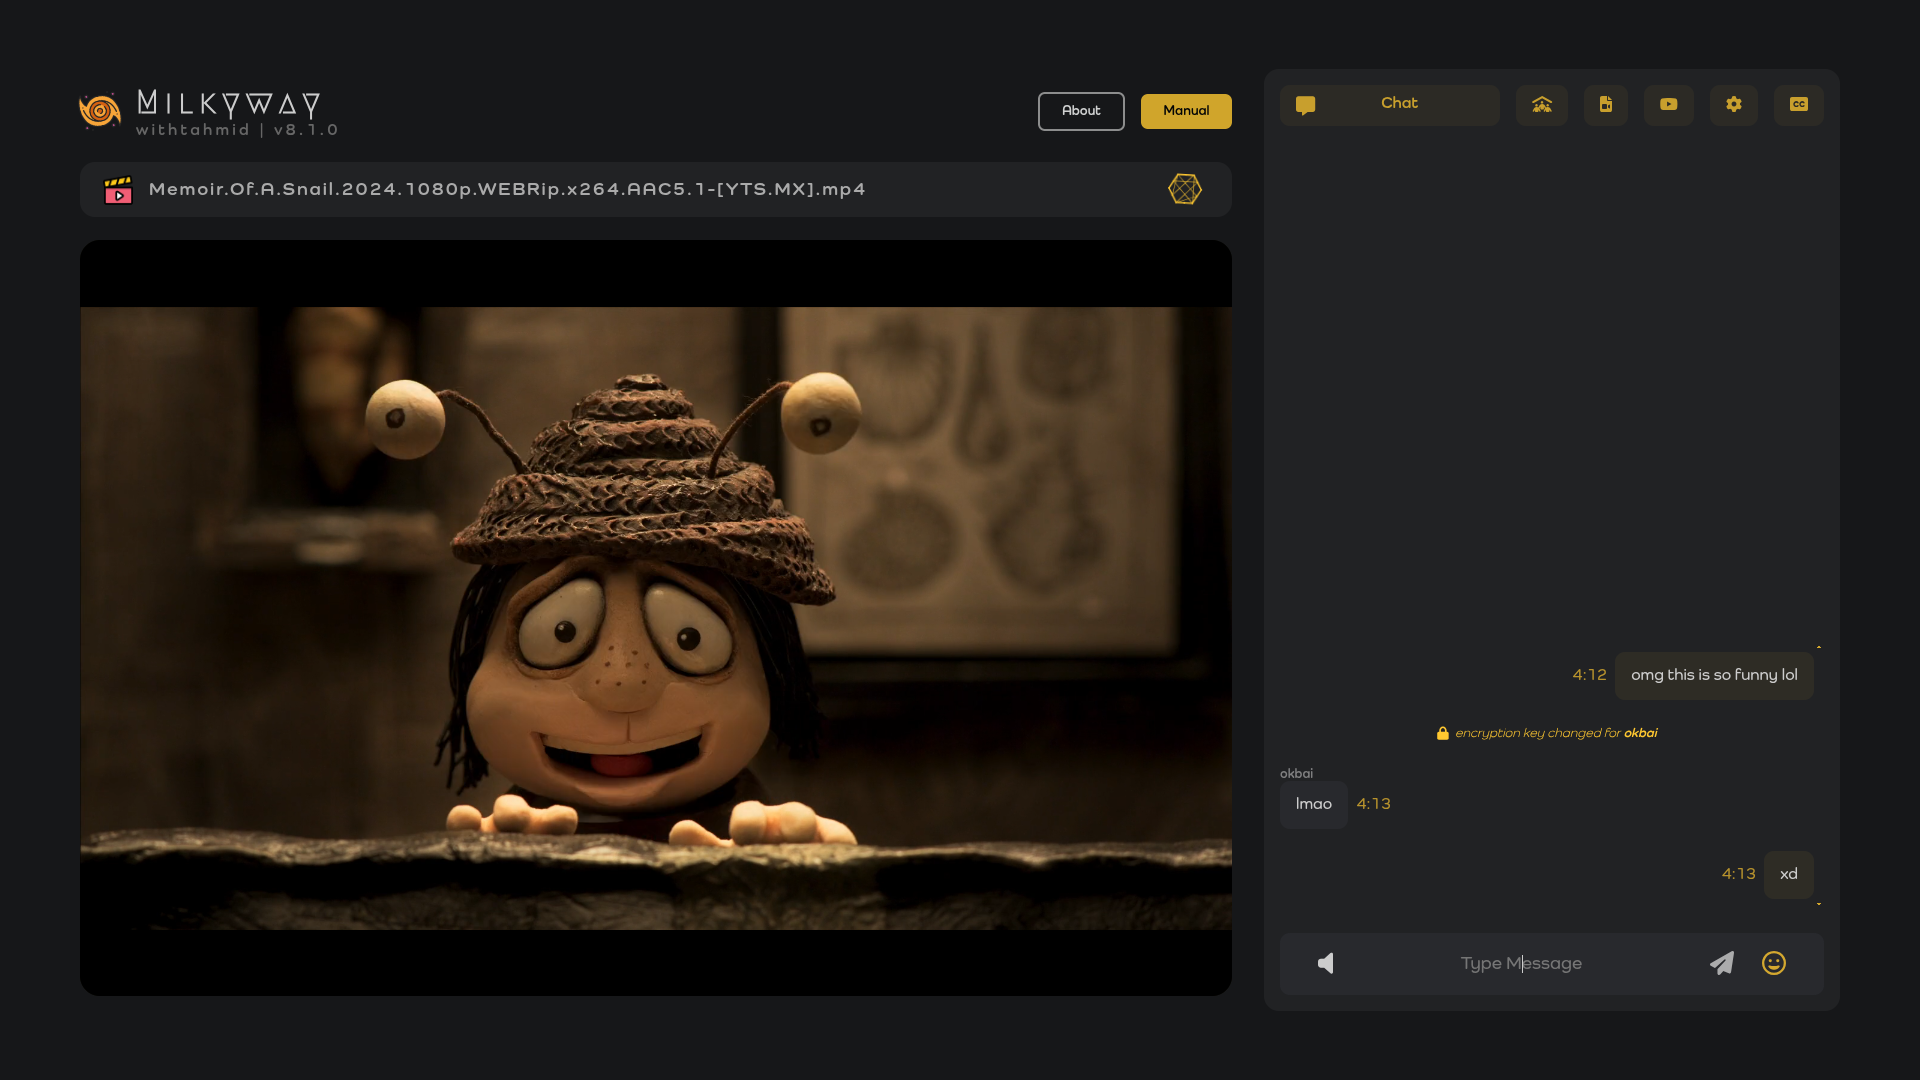 Milkyway
withtahmid | v8.1.0
About
Manual
Memoir.Of.A.Snail.2024.1080p.WEBRip.x264.AAC5.1-[YTS.MX].mp4
Chat
CC
4:12 omg this is so funny lol
encryption key changed for okbai
okbai
lmao 4:13
4:13 xd
Type Message